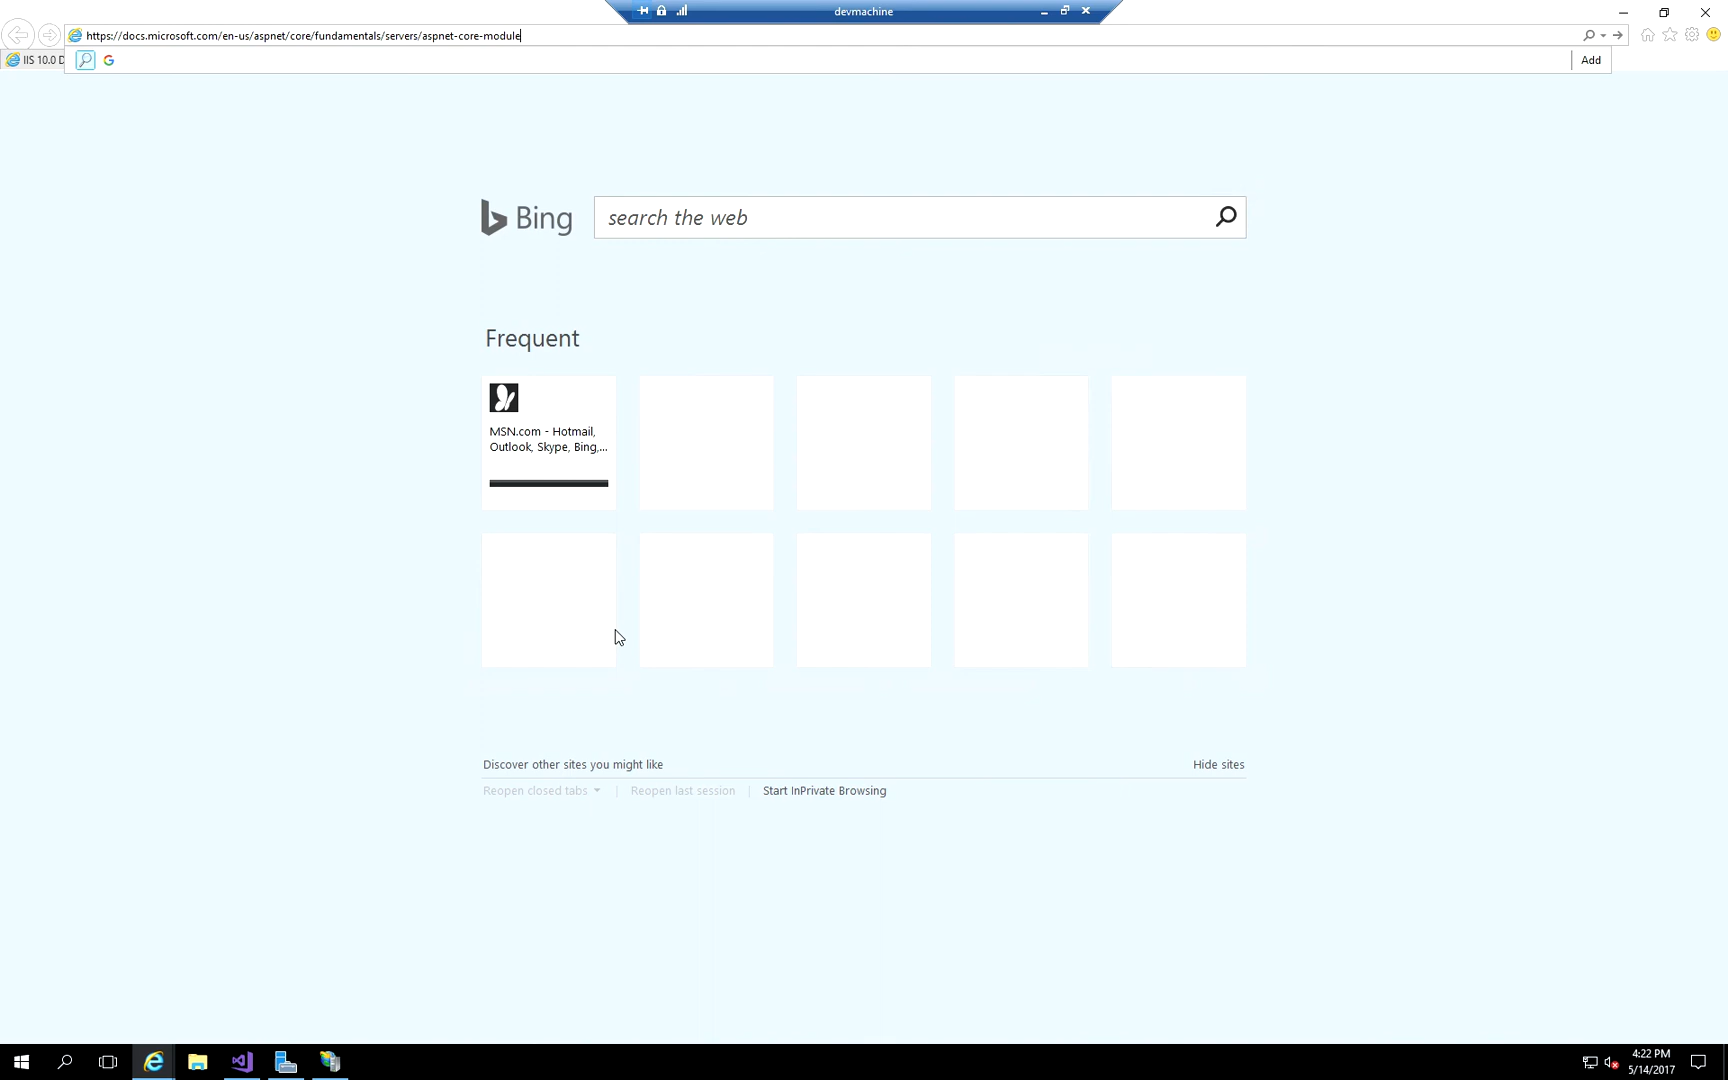 devmachine
https://docs.microsoft.com/en-us/aspnet/core/fundamentals/servers/aspnet-core-module
IIS 10.0 D
Add
Bing
search the web
Frequent
MSN.com - Hotmail,
Outlook, Skype, Bing,...
Discover other sites you might like
Hide sites
Reopen closed tabs
Reopen last session
Start InPrivate Browsing
4:22 PM
5/14/2017